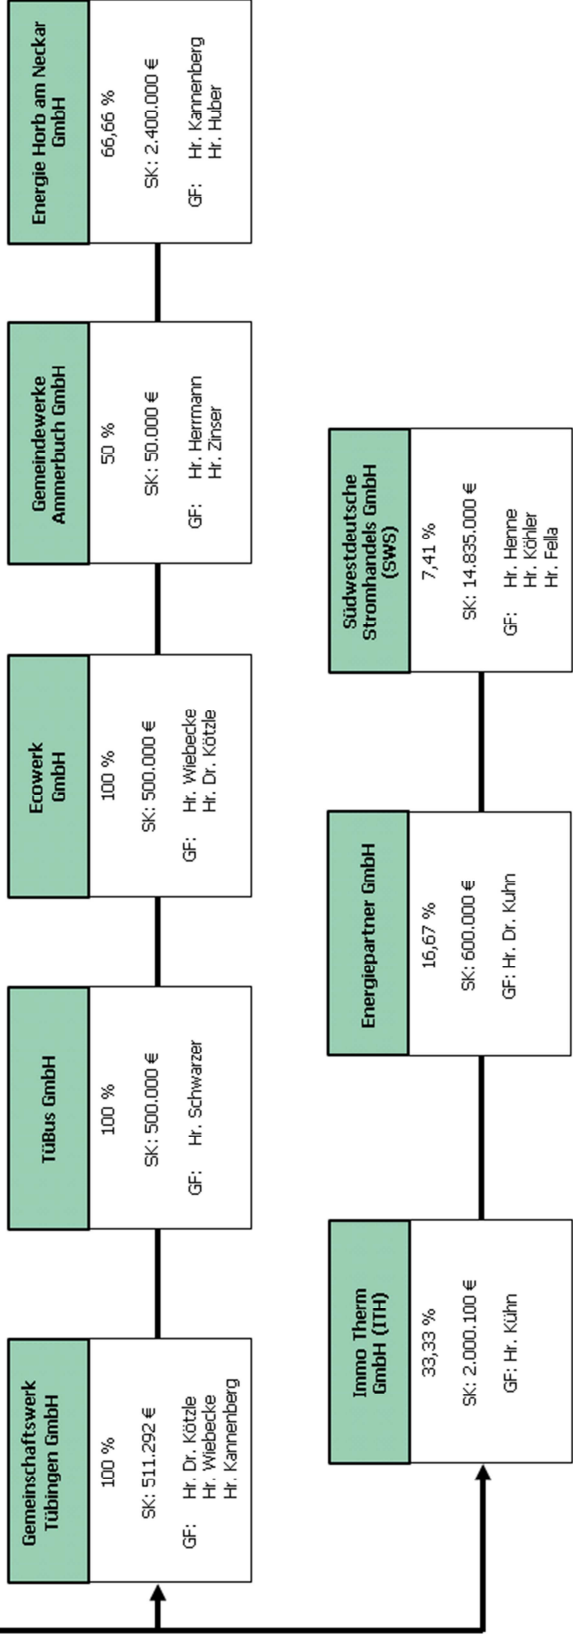 Gemeinschaftswerk
Tübingen GmbH
100 %
SK: 511.292 €
GF: Hr. Dr. Kötzle
Hr. Wiebecke
Hr. Kannenberg
TüBus GmbH
100 %
SK: 500.000 €
GF: Hr. Schwarzer
Ecowerk
GmbH
100 %
SK: 500.000 €
GF: Hr. Wiebecke
Hr. Dr. Kötzle
Gemeindewerke
Ammerbuch GmbH
50 %
SK: 50.000 €
GF: Hr. Herrmann
Hr. Zinser
Energie Horb am Neckar
GmbH
66,66 %
SK: 2.400.000 €
GF: Hr. Kannenberg
Hr. Huber
Immo Therm
GmbH (ITH)
33,33 %
SK: 2.000.100 €
GF: Hr. Kühn
Energiepartner GmbH
16,67 %
SK: 600.000 €
GF: Hr. Dr. Kuhn
Südwestdeutsche
Stromhandels GmbH
(SWS)
7,41 %
SK: 14.835.000 €
GF: Hr. Henne
Hr. Köhler
Hr. Fella